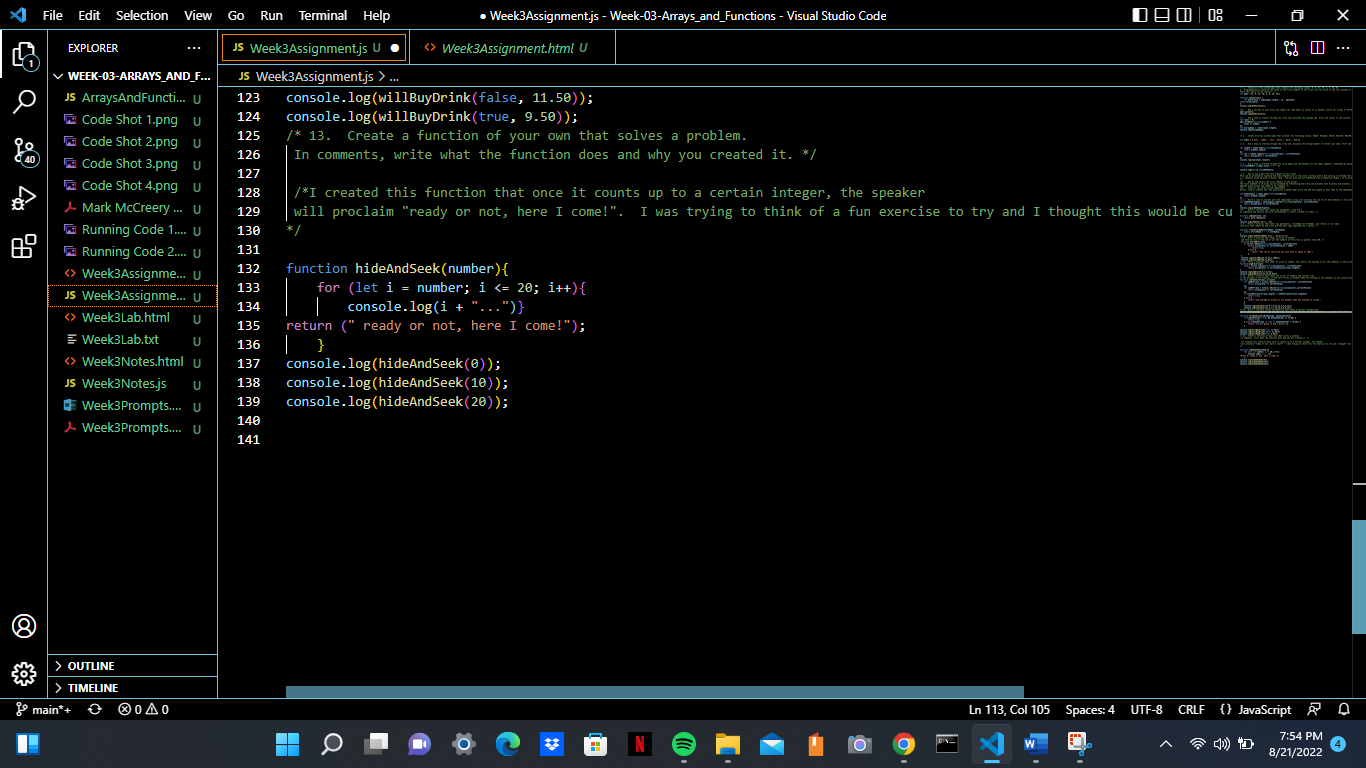 File Edit Selection View Go Run Terminal Help
● Week3Assignment.js - Week-03-Arrays_and_Functions - Visual Studio Code
EXPLORER ...
WEEK-03-ARRAYS_AND_F...
JS ArraysAndFuncti... U
Code Shot 1.png U
Code Shot 2.png U
Code Shot 3.png U
Code Shot 4.png U
Mark McCreery ... U
Running Code 1.... U
Running Code 2.... U
<> Week3Assignme... U
JS Week3Assignme... U
<> Week3Lab.html U
Week3Lab.txt U
<> Week3Notes.html U
JS Week3Notes.js U
Week3Prompts.... U
Week3Prompts.... U
OUTLINE
TIMELINE
1
40
JS Week3Assignment.js U ●
<> Week3Assignment.html U
JS Week3Assignment.js > ...
123 console.log(willBuyDrink(false, 11.50));
124 console.log(willBuyDrink(true, 9.50));
125 /* 13.  Create a function of your own that solves a problem.
126  In comments, write what the function does and why you created it. */
127
128  /*I created this function that once it counts up to a certain integer, the speaker
129  will proclaim "ready or not, here I come!".  I was trying to think of a fun exercise to try and I thought this would be cu
130 */
131
132 function hideAndSeek(number){
133     for (let i = number; i <= 20; i++){
134         console.log(i + "...")}
135 return (" ready or not, here I come!");
136     }
137 console.log(hideAndSeek(0));
138 console.log(hideAndSeek(10));
139 console.log(hideAndSeek(20));
140
141
main*+ 0 0
Ln 113, Col 105 Spaces: 4 UTF-8 CRLF {} JavaScript
7:54 PM
8/21/2022
4